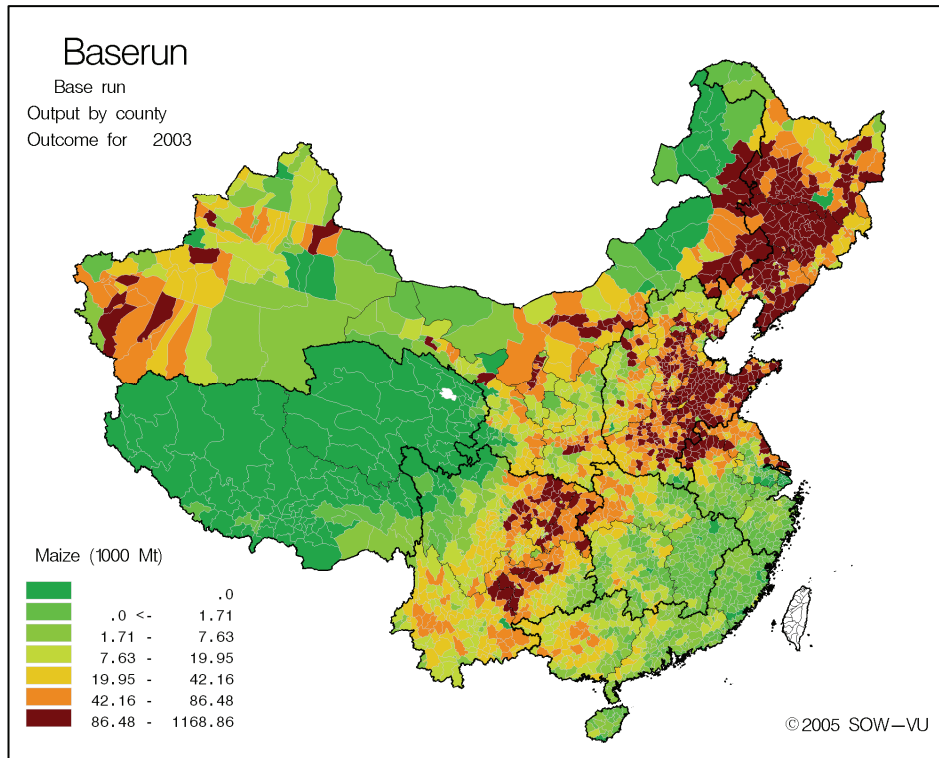 Baserun
Base run
Output by county
Outcome for 2003
Maize (1000 Mt)
.0
.0 <- 1.71
1.71 - 7.63
7.63 - 19.95
19.95 - 42.16
42.16 - 86.48
86.48 - 1168.86
©2005 SOW-VU